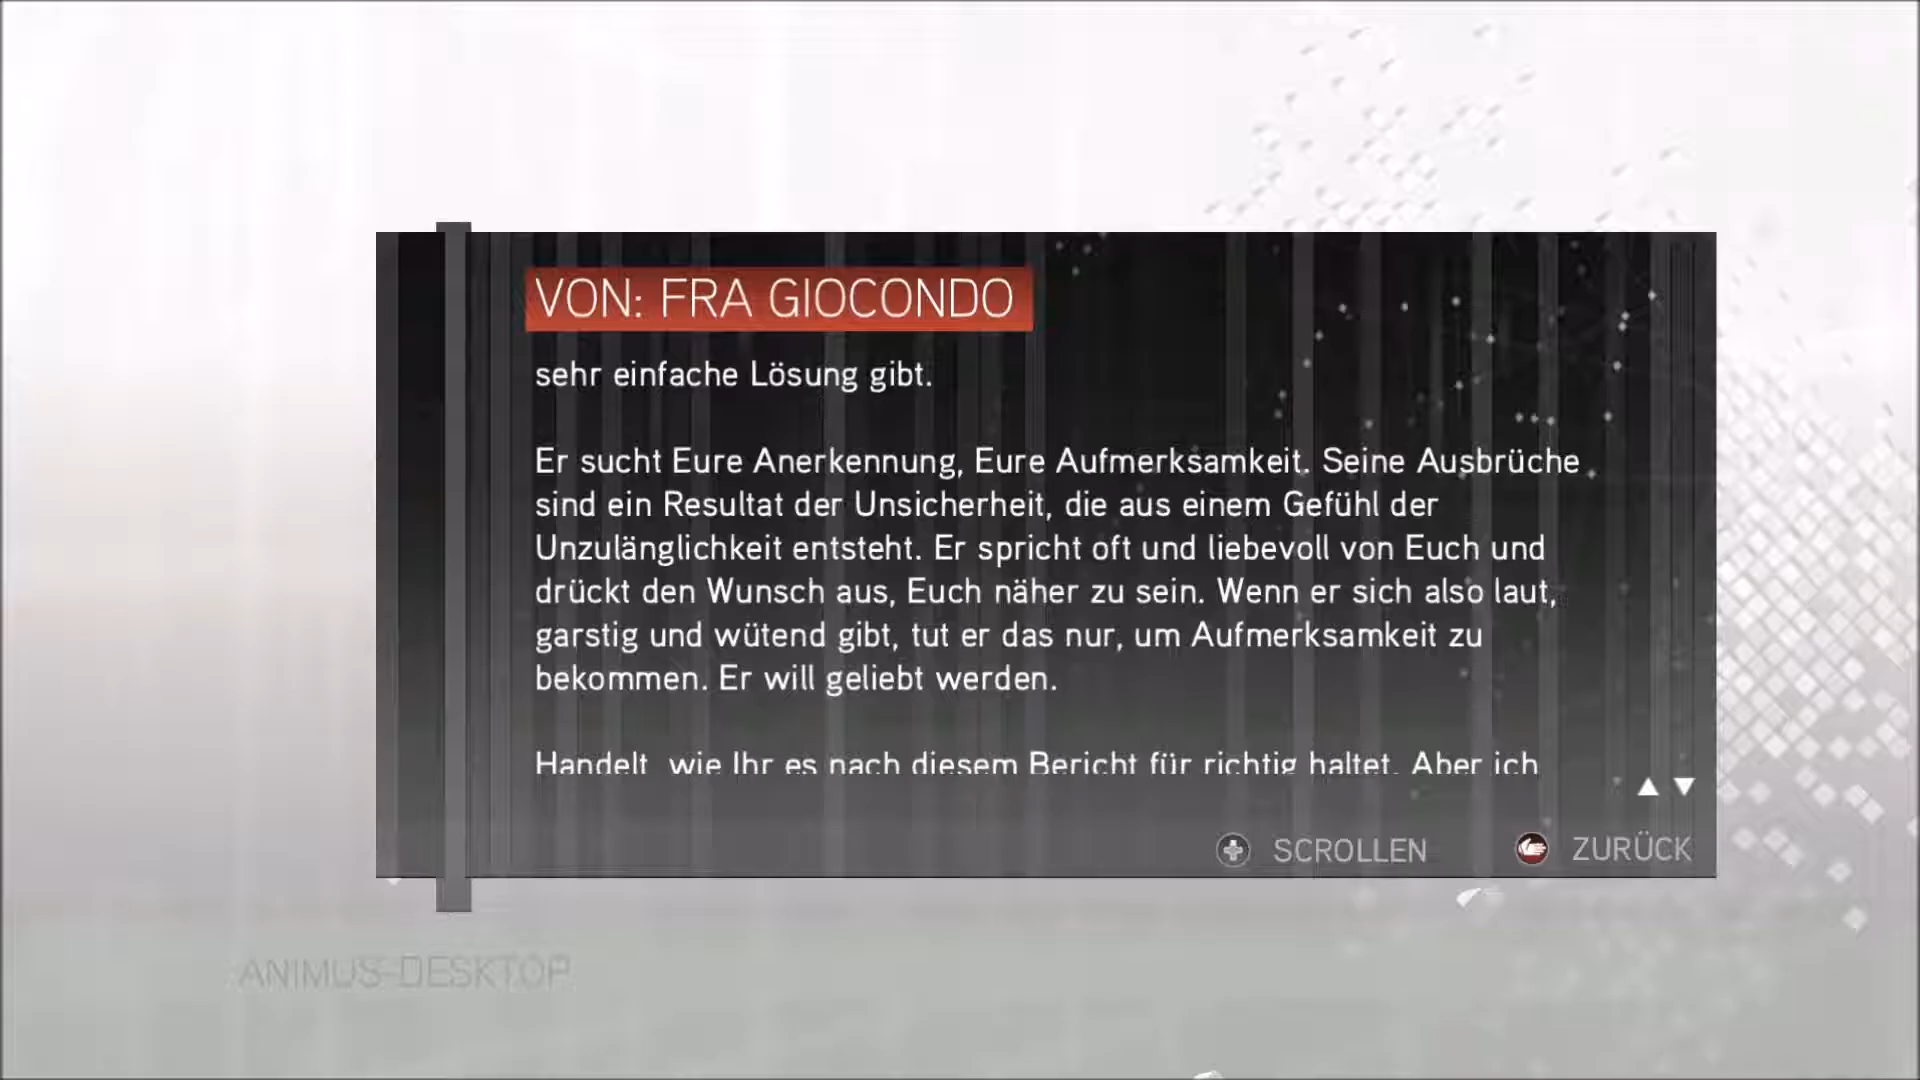 VON: FRA GIOCONDO
sehr einfache Lösung gibt.
Er sucht Eure Anerkennung, Eure Aufmerksamkeit. Seine Ausbrüche
sind ein Resultat der Unsicherheit, die aus einem Gefühl der
Unzulänglichkeit entsteht. Er spricht oft und liebevoll von Euch und
drückt den Wunsch aus, Euch näher zu sein. Wenn er sich also laut,
garstig und wütend gibt, tut er das nur, um Aufmerksamkeit zu
bekommen. Er will geliebt werden.
Handelt wie Ihr es nach diesem Bericht für richtig haltet. Aber ich
SCROLLEN ZURÜCK
ANIMUS-DESKTOP